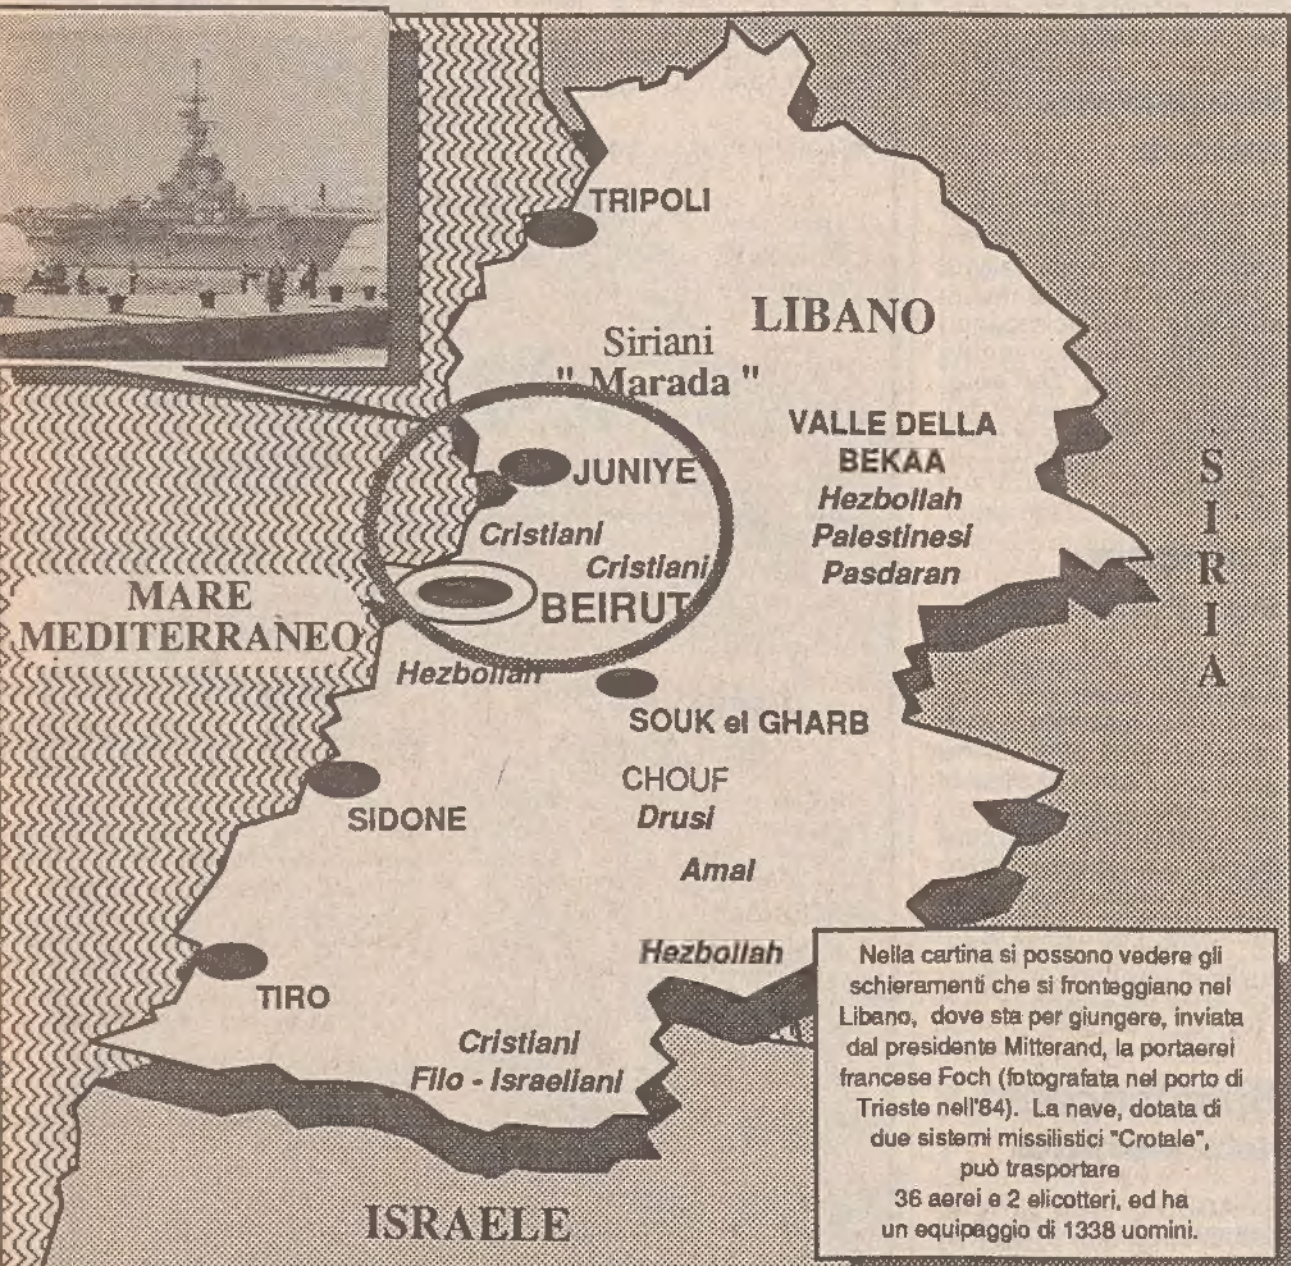 TRIPOLI
LIBANO
Siriani
" Marada "
VALLE DELLA
BEKAA
Hezbollah
Palestinesi
Pasdaran
JUNIYE
Cristiani
Cristiani
BEIRUT
MARE
MEDITERRANEO
Hezbollah
SOUK el GHARB
CHOUF
Drusi
SIDONE
Amal
Hezbollah
TIRO
Cristiani
Filo - Israeliani
ISRAELE
SIRIA
Nella cartina si possono vedere gli
schieramenti che si fronteggiano nel
Libano, dove sta per giungere, inviata
dal presidente Mitterand, la portaerei
francese Foch (fotografata nel porto di
Trieste nell'84). La nave, dotata di
due sistemi missilistici "Crotale",
può trasportare
36 aerei e 2 elicotteri, ed ha
un equipaggio di 1338 uomini.